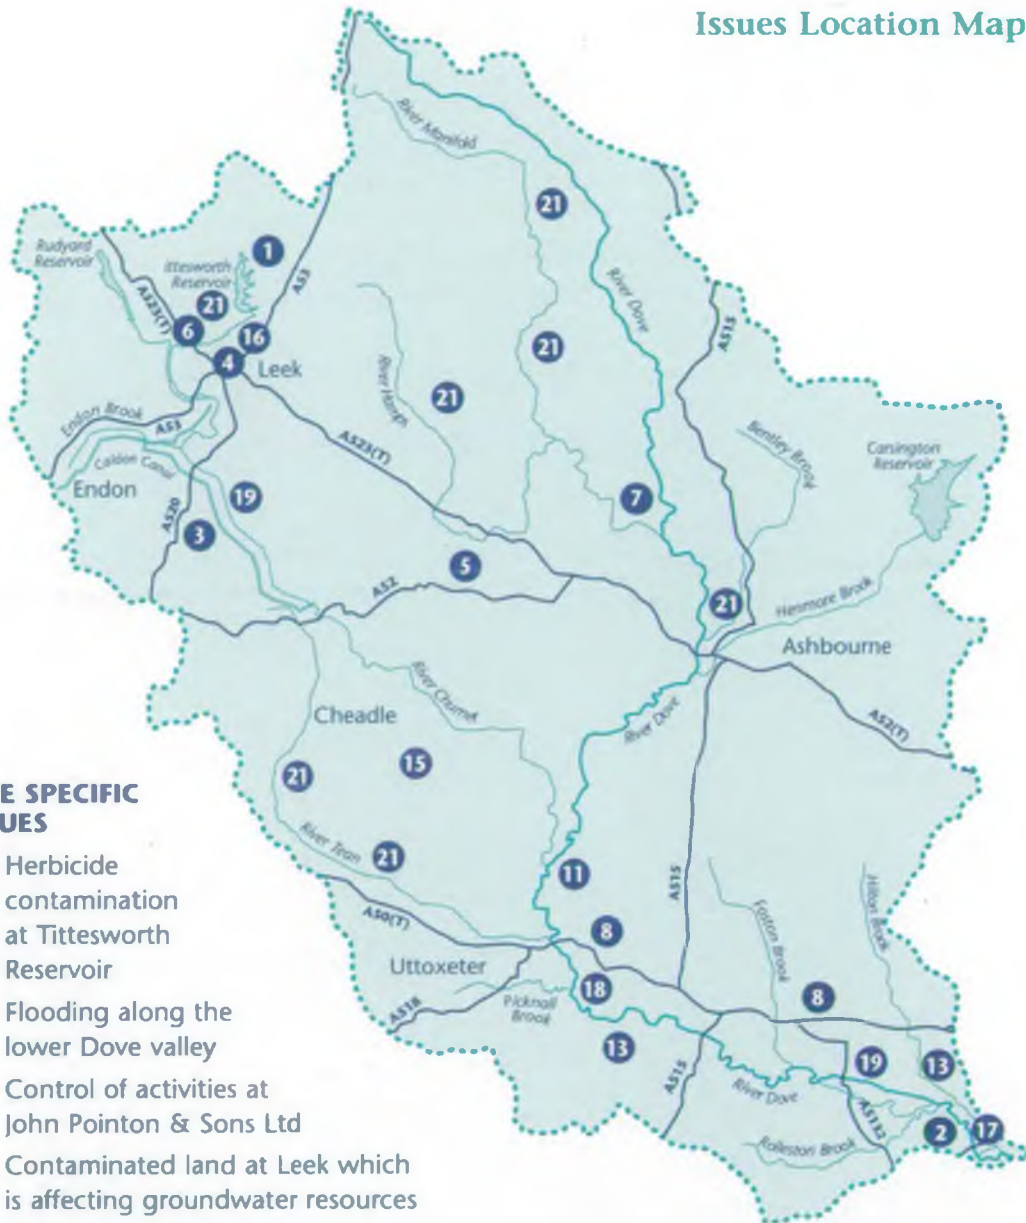 Issues Location Map
River Manifold
21
Rudyard
Reservoir
1
ittesworth
Reservoir
A53
River Dove
A523(T)
21
6
16
A515
4
Leek
21
River Hamps
21
Endon Brook
A53
A523(T)
Bentley Brook
Carsington
Reservoir
Caldon Canal
Endon
19
7
A520
3
5
A52
21
Henmore Brook
Ashbourne
River Churnet
Cheadle
River Dove
A52(T)
15
21
E SPECIFIC
UES
River Tean
21
Herbicide
contamination
at Tittesworth
Reservoir
11
A515
Hilton Brook
Foston Brook
A50(T)
8
Uttoxeter
18
8
A518
Picknall
Brook
Flooding along the
lower Dove valley
13
19
13
A515
River Dove
Control of activities at
John Pointon & Sons Ltd
A5132
2
17
Rolleston Brook
Contaminated land at Leek which
is affecting groundwater resources